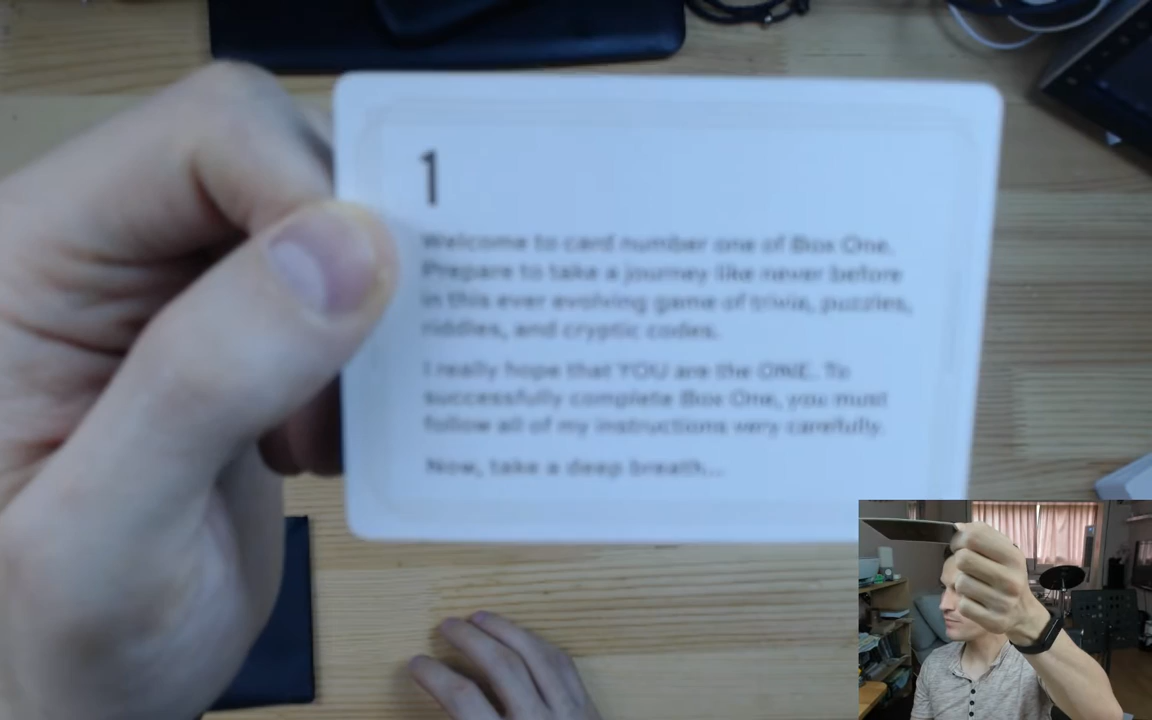 1
Welcome to card number one of Box One.
Prepare to take a journey like never before
in this ever evolving game of trivia, puzzles,
riddles, and cryptic codes.
I really hope that YOU are the ONE. To
successfully complete Box One, you must
follow all of my instructions very carefully.
Now, take a deep breath...